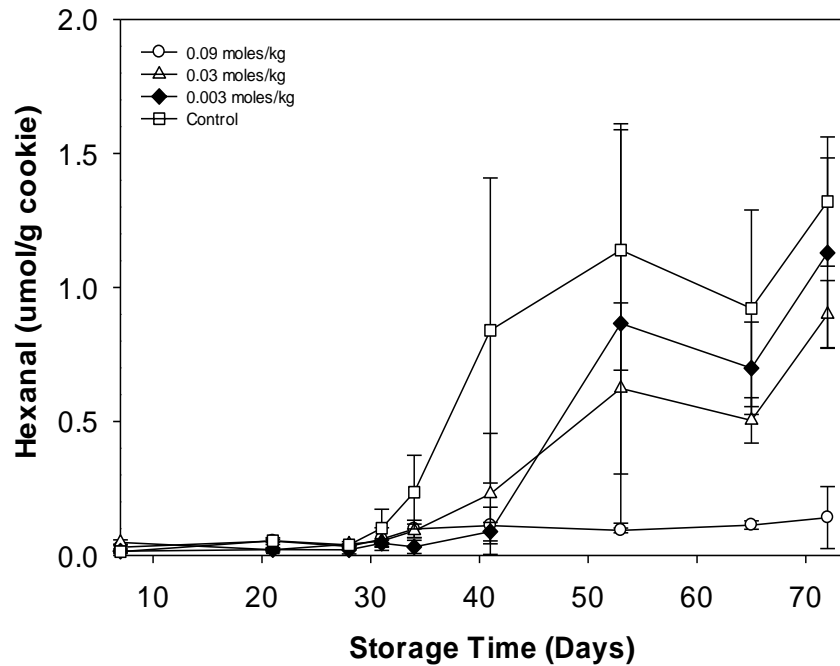 2.0
1.5
1.0
0.5
0.0
Hexanal (umol/g cookie)
0.09 moles/kg
0.03 moles/kg
0.003 moles/kg
Control
10 20 30 40 50 60 70
Storage Time (Days)